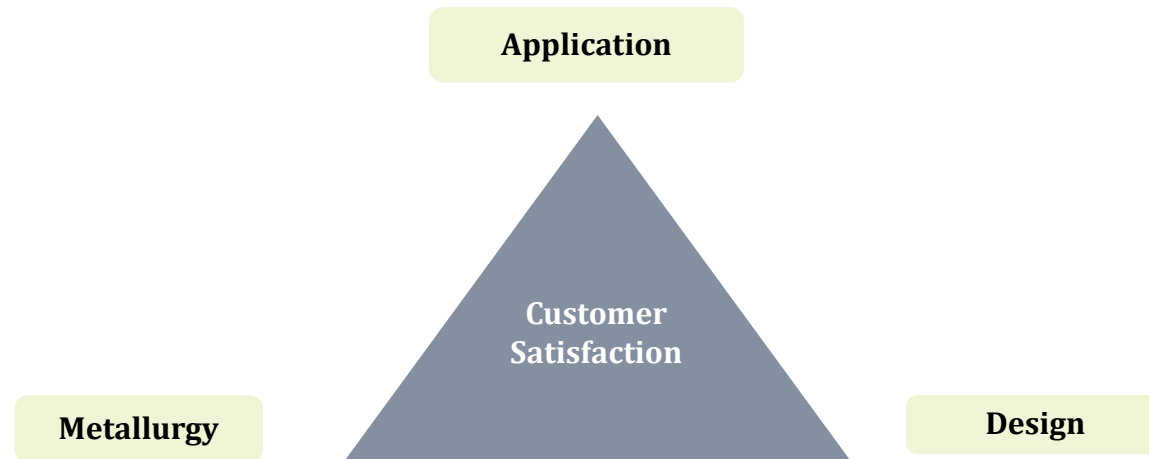 Application
Customer
Satisfaction
Metallurgy
Design